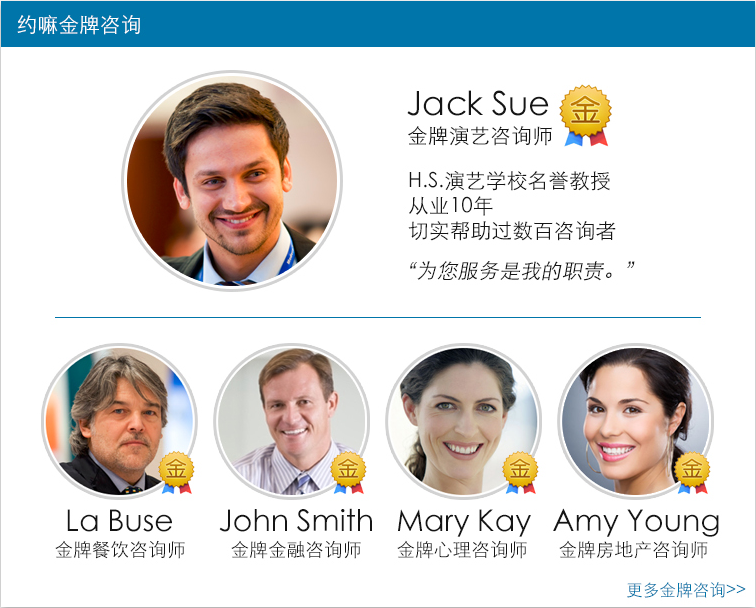 约嘛金牌咨询
Jack Sue
金
金牌演艺咨询师
H.S.演艺学校名誉教授
从业10年
切实帮助过数百咨询者
“为您服务是我的职责。”
金 金 金 金
La Buse John Smith Mary Kay Amy Young
金牌餐饮咨询师 金牌金融咨询师 金牌心理咨询师 金牌房地产咨询师
更多金牌咨询>>